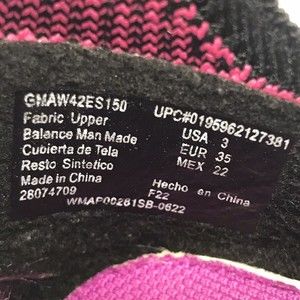 GMAW42ES150
Fabric Upper
Balance Man Made
Cubierta de Tela
Resto Sintetico
Made in China
28074709
UPC#0195962127381
USA 3
EUR 35
MEX 22
Hecho en China
F22
WMAP00281SB-0622